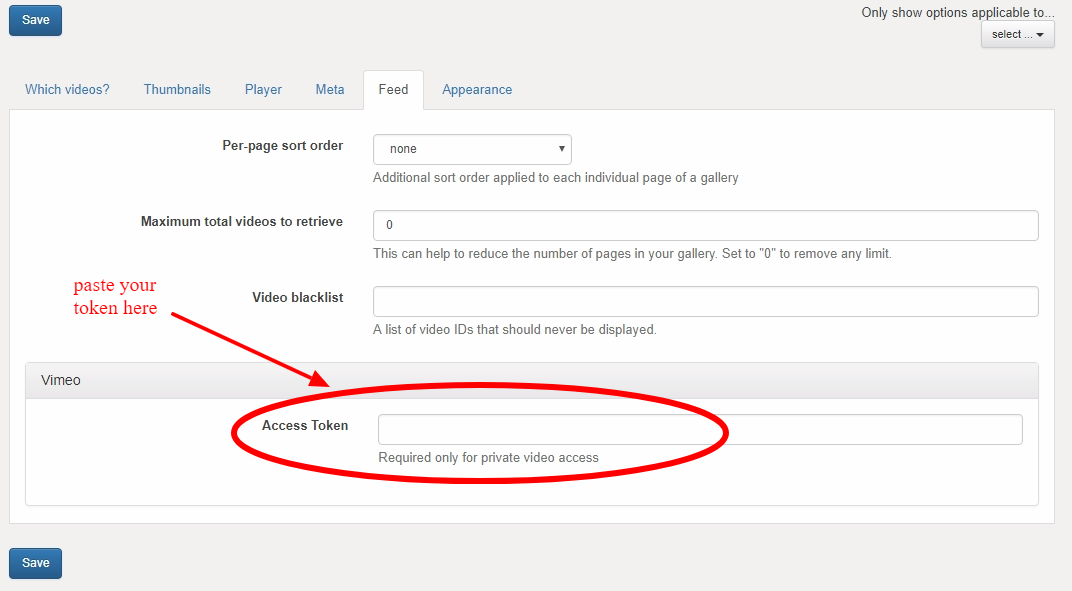 Save
Only show options applicable to...
select ...
Which videos? Thumbnails Player Meta Feed Appearance
Per-page sort order none
Additional sort order applied to each individual page of a gallery
Maximum total videos to retrieve 0
This can help to reduce the number of pages in your gallery. Set to "0" to remove any limit.
paste your
token here
Video blacklist
A list of video IDs that should never be displayed.
Vimeo
Access Token
Required only for private video access
Save